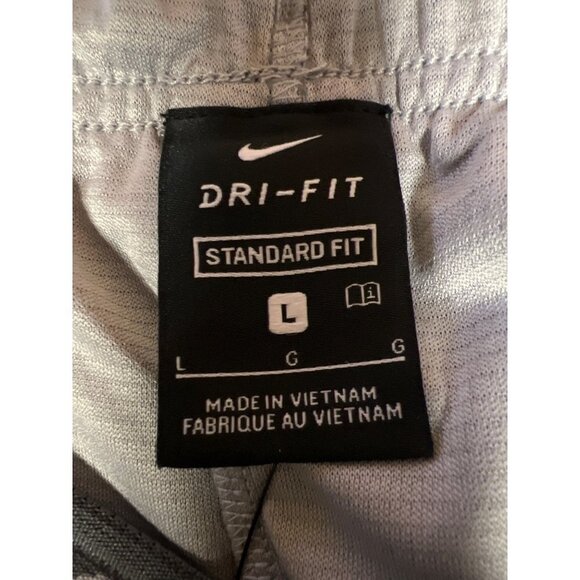 DRI-FIT
STANDARD FIT
L
i
L G G
MADE IN VIETNAM
FABRIQUE AU VIETNAM